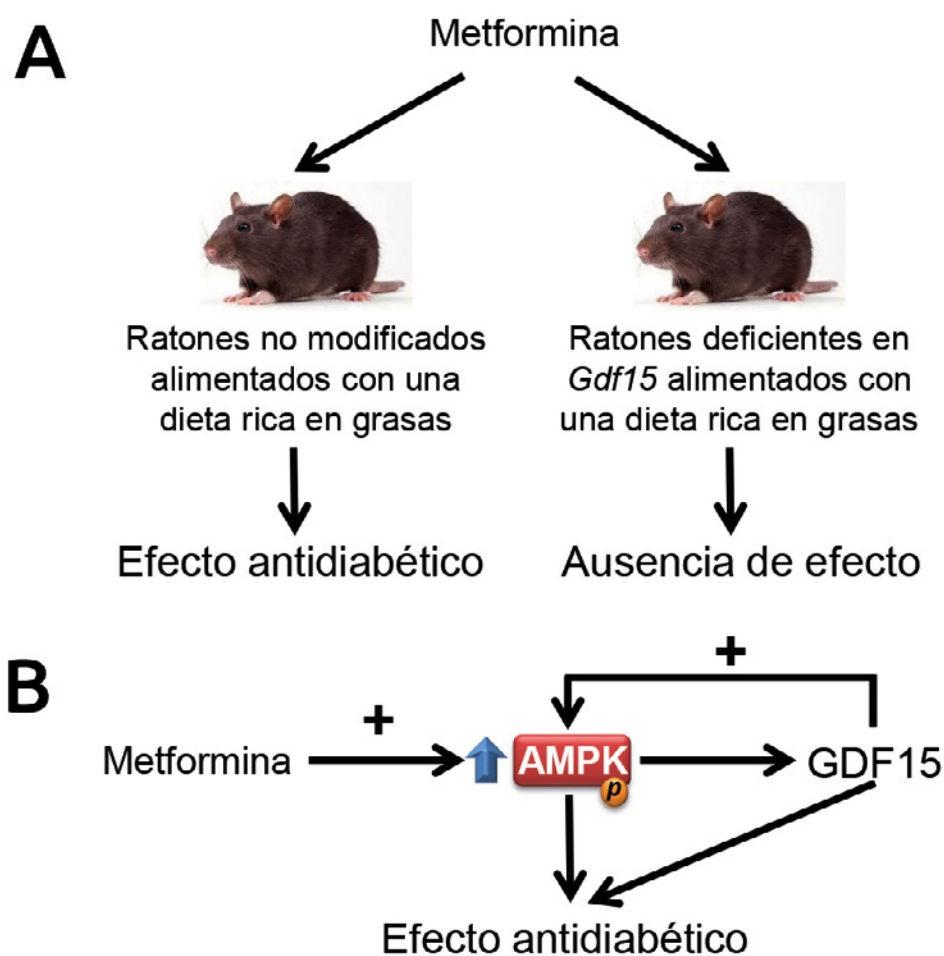 A
Metformina
Ratones no modificados
alimentados con una
dieta rica en grasas
Ratones deficientes en
Gdf15 alimentados con
una dieta rica en grasas
Efecto antidiabético
Ausencia de efecto
B
+
+
Metformina
AMPK
p
GDF15
Efecto antidiabético